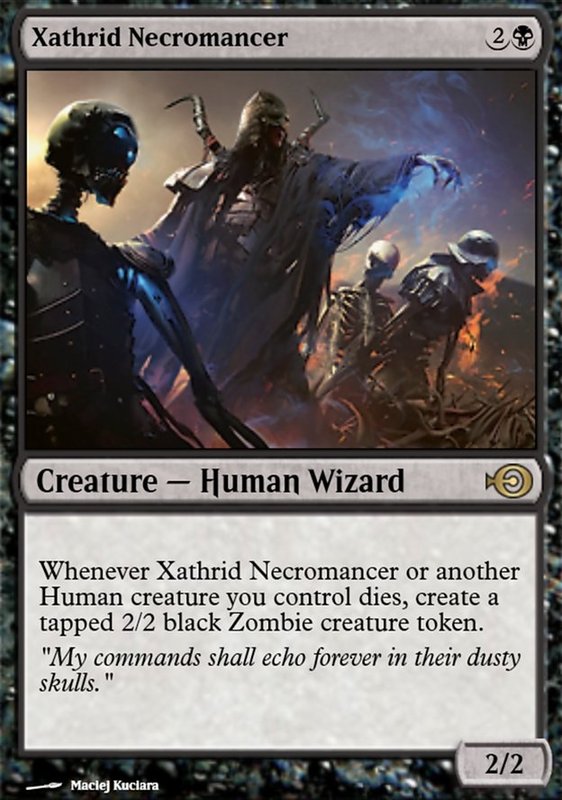 Xathrid Necromancer 2
Creature — Human Wizard
Whenever Xathrid Necromancer or another
Human creature you control dies, create a
tapped 2/2 black Zombie creature token.
"My commands shall echo forever in their dusty
skulls."
2/2
Maciej Kuciara